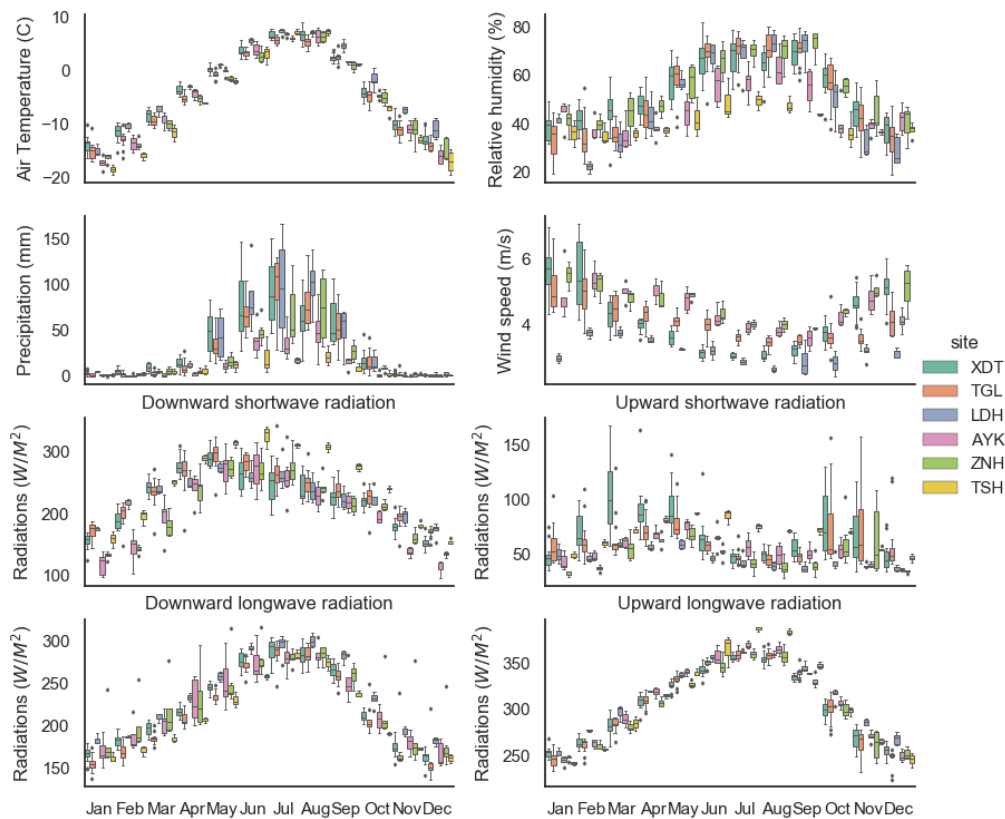 Air Temperature (C)
10
0
−10
−20
Relative humidity (%)
80
60
40
20
Precipitation (mm)
150
100
50
0
Wind speed (m/s)
6
4
site
XDT
TGL
LDH
AYK
ZNH
TSH
Downward shortwave radiation
Radiations (W/M²)
300
200
100
Upward shortwave radiation
Radiations (W/M²)
150
100
50
Downward longwave radiation
Radiations (W/M²)
300
250
200
150
Jan Feb Mar Apr May Jun Jul Aug Sep Oct Nov Dec
Upward longwave radiation
Radiations (W/M²)
350
300
250
Jan Feb Mar Apr May Jun Jul Aug Sep Oct Nov Dec